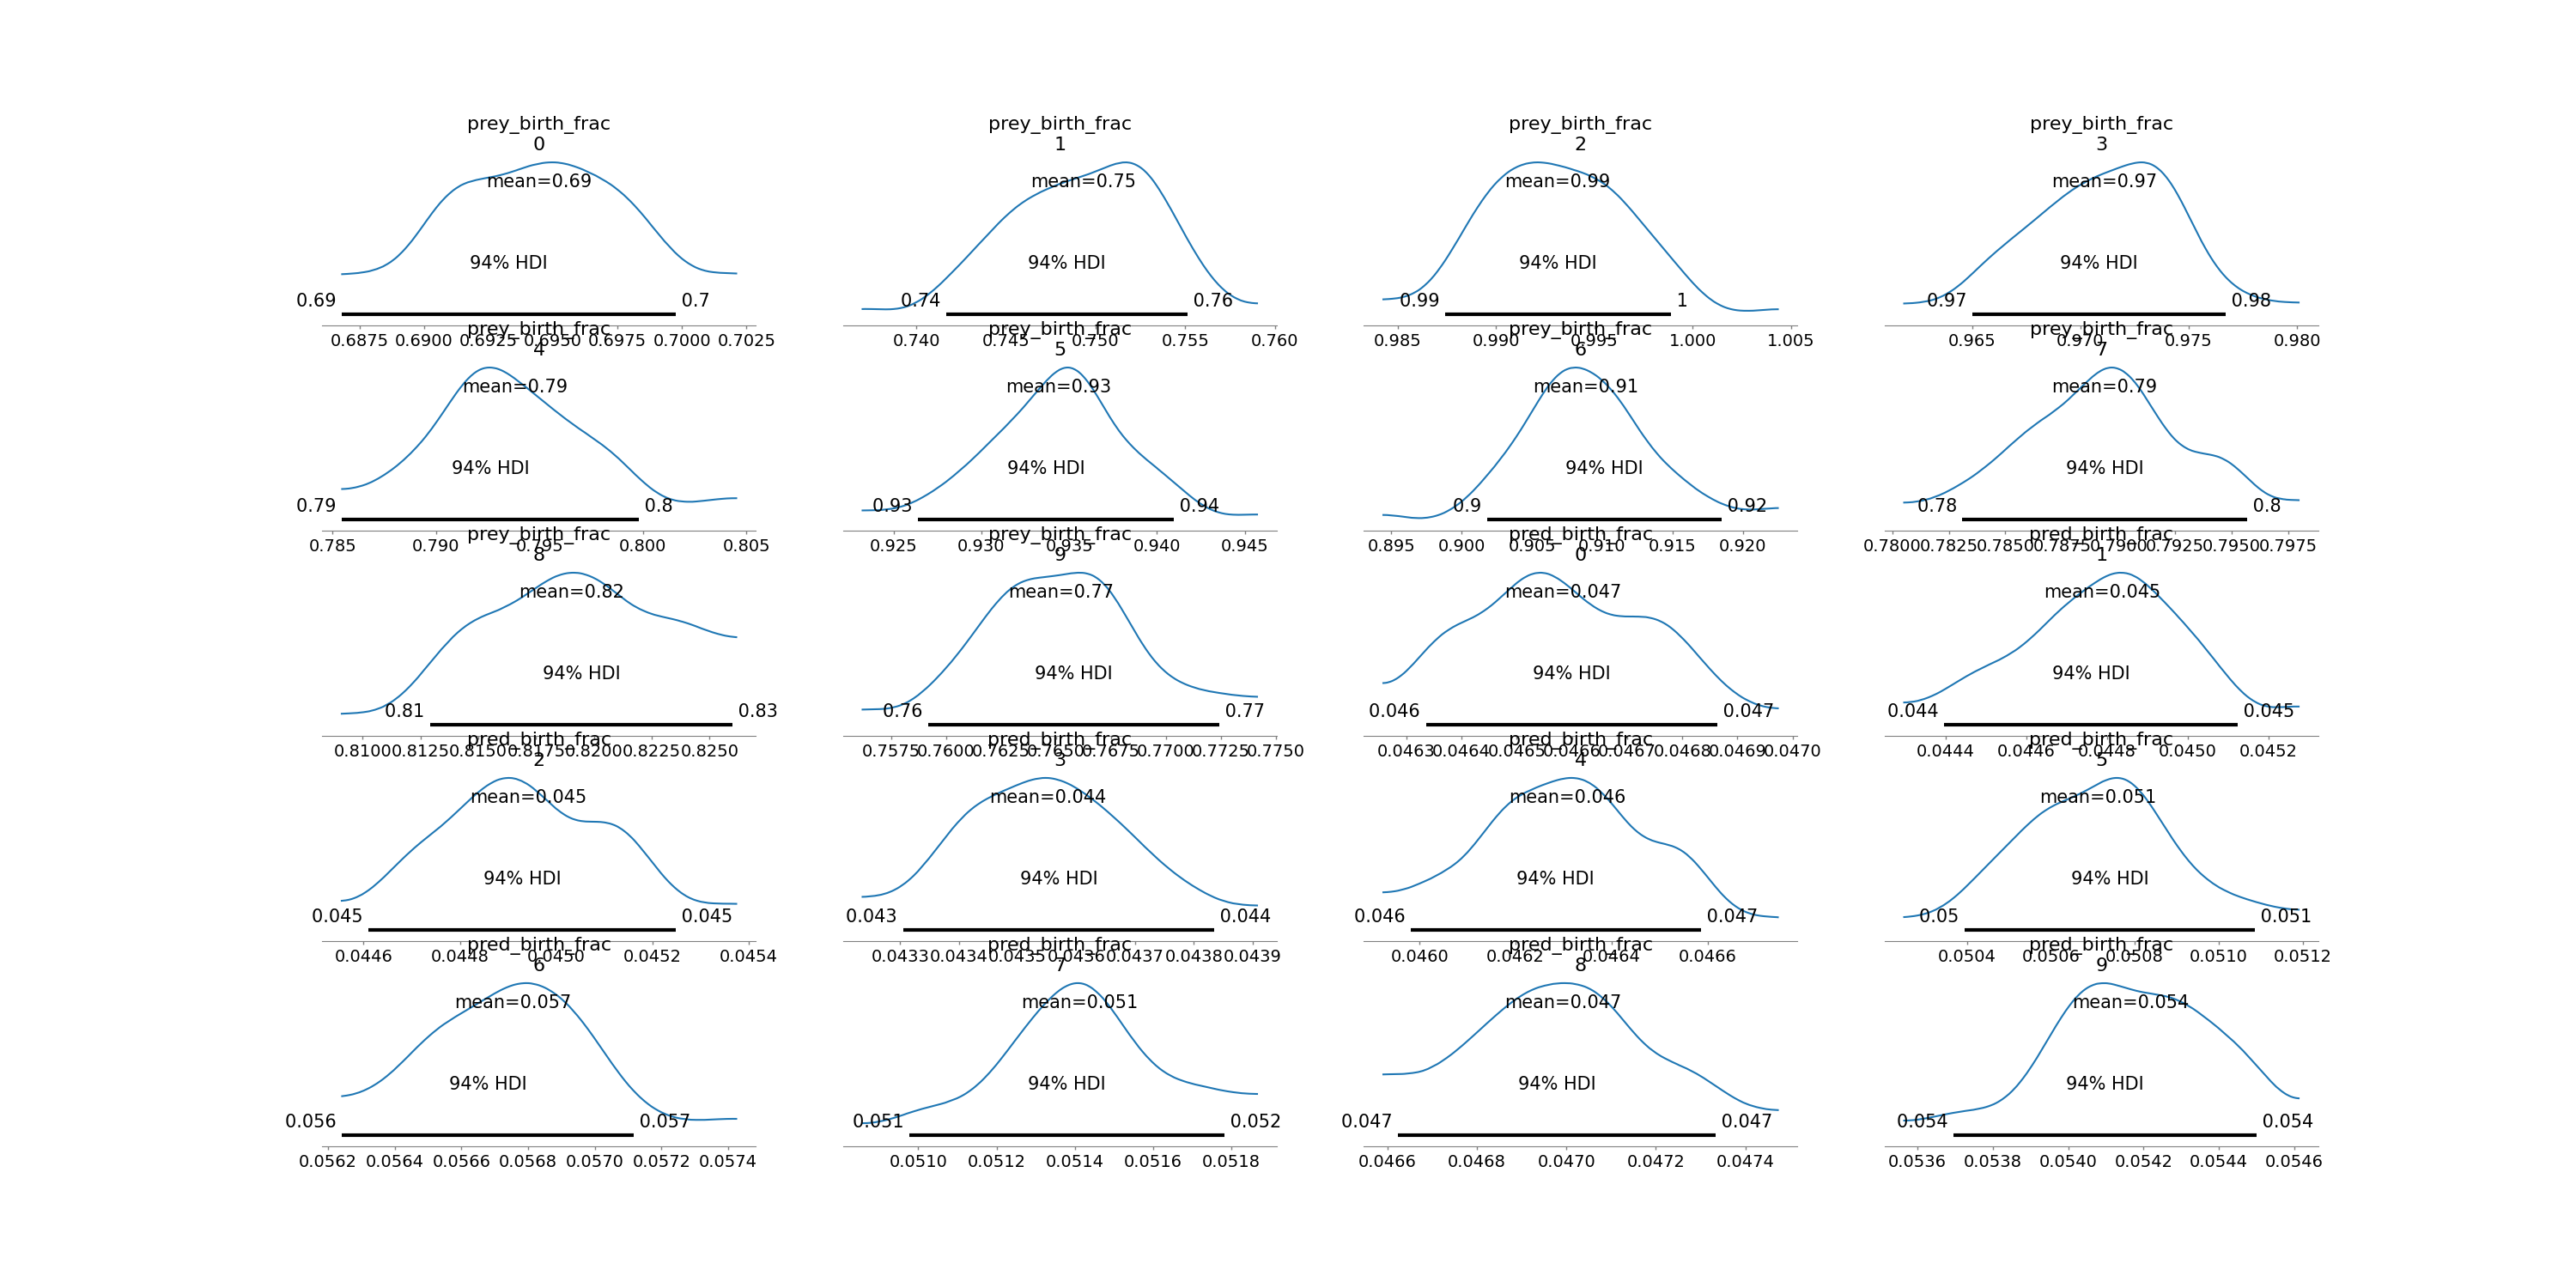 prey_birth_frac
0
mean=0.69
94% HDI
0.69 0.7
0.6875 0.6900 0.6925 0.6950 0.6975 0.7000 0.7025
prey_birth_frac
1
mean=0.75
94% HDI
0.74 0.76
0.740 0.745 0.750 0.755 0.760
prey_birth_frac
2
mean=0.99
94% HDI
0.99 1
0.985 0.990 0.995 1.000 1.005
prey_birth_frac
3
mean=0.97
94% HDI
0.97 0.98
0.965 0.970 0.975 0.980
prey_birth_frac
4
mean=0.79
94% HDI
0.79 0.8
0.785 0.790 0.795 0.800 0.805
prey_birth_frac
5
mean=0.93
94% HDI
0.93 0.94
0.925 0.930 0.935 0.940 0.945
prey_birth_frac
6
mean=0.91
94% HDI
0.9 0.92
0.895 0.900 0.905 0.910 0.915 0.920
prey_birth_frac
7
mean=0.79
94% HDI
0.78 0.8
0.7800 0.7825 0.7850 0.7875 0.7900 0.7925 0.7950 0.7975
prey_birth_frac
8
mean=0.82
94% HDI
0.81 0.83
0.8100 0.8125 0.8150 0.8175 0.8200 0.8225 0.8250
prey_birth_frac
9
mean=0.77
94% HDI
0.76 0.77
0.7575 0.7600 0.7625 0.7650 0.7675 0.7700 0.7725 0.7750
pred_birth_frac
0
mean=0.047
94% HDI
0.046 0.047
0.0463 0.0464 0.0465 0.0466 0.0467 0.0468 0.0469 0.0470
pred_birth_frac
1
mean=0.045
94% HDI
0.044 0.045
0.0444 0.0446 0.0448 0.0450 0.0452
pred_birth_frac
2
mean=0.045
94% HDI
0.045 0.045
0.0446 0.0448 0.0450 0.0452 0.0454
pred_birth_frac
3
mean=0.044
94% HDI
0.043 0.044
0.0433 0.0434 0.0435 0.0436 0.0437 0.0438 0.0439
pred_birth_frac
4
mean=0.046
94% HDI
0.046 0.047
0.0460 0.0462 0.0464 0.0466
pred_birth_frac
5
mean=0.051
94% HDI
0.05 0.051
0.0504 0.0506 0.0508 0.0510 0.0512
pred_birth_frac
6
mean=0.057
94% HDI
0.056 0.057
0.0562 0.0564 0.0566 0.0568 0.0570 0.0572 0.0574
pred_birth_frac
7
mean=0.051
94% HDI
0.051 0.052
0.0510 0.0512 0.0514 0.0516 0.0518
pred_birth_frac
8
mean=0.047
94% HDI
0.047 0.047
0.0466 0.0468 0.0470 0.0472 0.0474
pred_birth_frac
9
mean=0.054
94% HDI
0.054 0.054
0.0536 0.0538 0.0540 0.0542 0.0544 0.0546